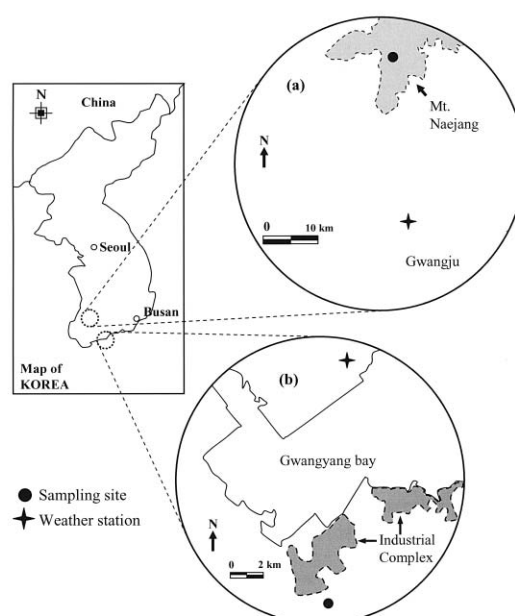 N
China
Seoul
Busan
Map of
KOREA
(a)
Mt.
Naejang
N
0 10 km
Gwangju
(b)
Gwangyang bay
N
0 2 km
Industrial
Complex
Sampling site
Weather station